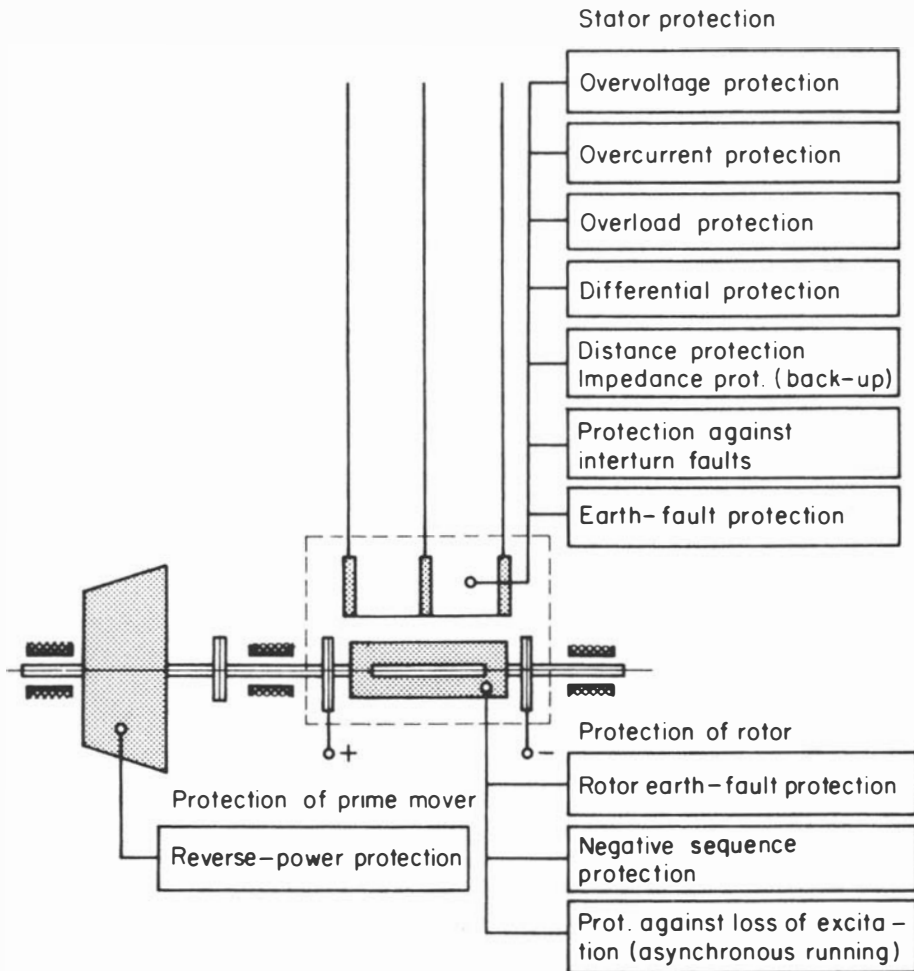 Stator protection
Overvoltage protection
Overcurrent protection
Overload protection
Differential protection
Distance protection
Impedance prot. (back-up)
Protection against
interturn faults
Earth-fault protection
+
-
Protection of rotor
Rotor earth-fault protection
Protection of prime mover
Reverse-power protection
Negative sequence
protection
Prot. against loss of excita-
tion (asynchronous running)